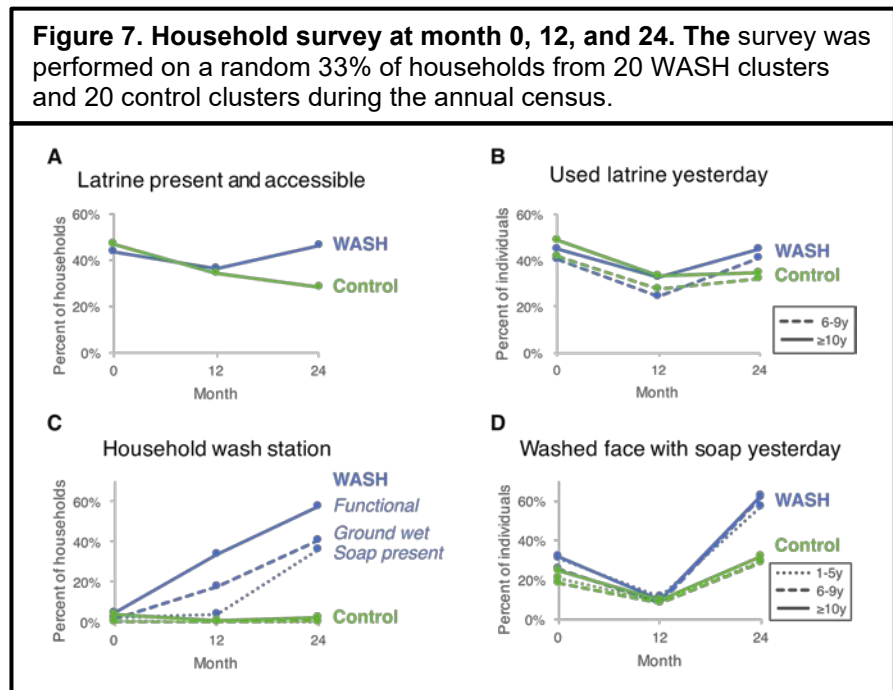 Figure 7. Household survey at month 0, 12, and 24. The survey was
performed on a random 33% of households from 20 WASH clusters
and 20 control clusters during the annual census.
A
Latrine present and accessible
Percent of households
60%
40%
20%
0%
WASH
Control
0 12 24
Month
B
Used latrine yesterday
Percent of individuals
60%
40%
20%
0%
WASH
Control
6-9y
≥10y
0 12 24
Month
C
Household wash station
Percent of households
60%
40%
20%
0%
WASH
Functional
Ground wet
Soap present
Control
0 12 24
Month
D
Washed face with soap yesterday
Percent of individuals
60%
40%
20%
0%
WASH
Control
1-5y
6-9y
≥10y
0 12 24
Month